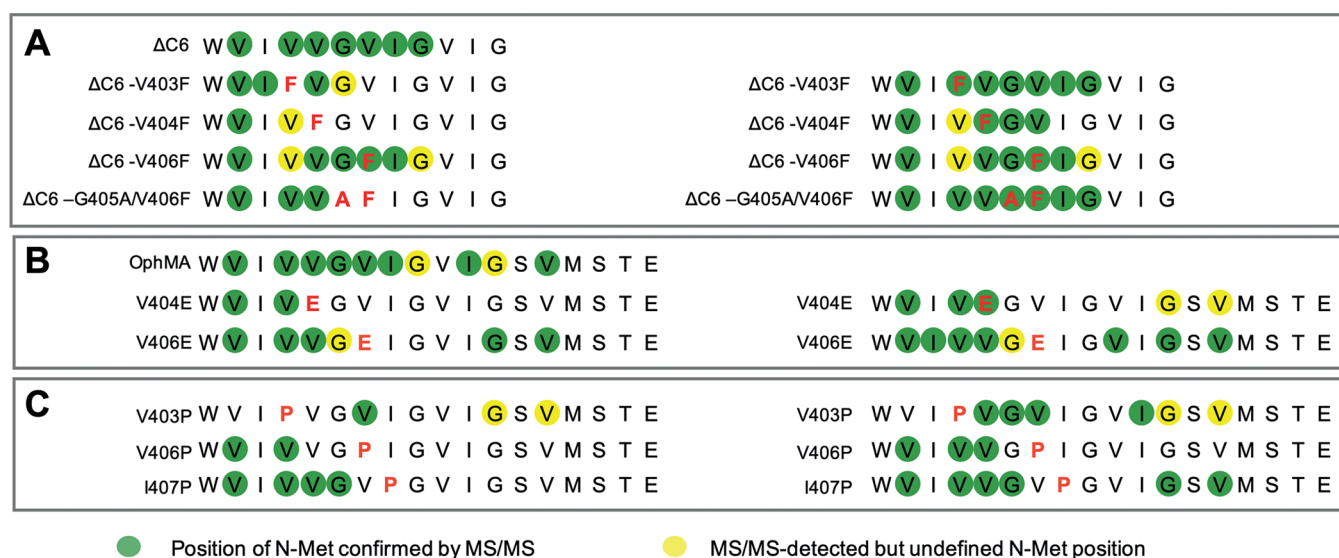 A
ΔC6 W V I V V G V I G V I G
ΔC6 -V403F W V I F V G V I G V I G
ΔC6 -V403F W V I F V G V I G V I G
ΔC6 -V404F W V I V F G V I G V I G
ΔC6 -V404F W V I V F G V I G V I G
ΔC6 -V406F W V I V V G F I G V I G
ΔC6 -V406F W V I V V G F I G V I G
ΔC6 –G405A/V406F W V I V V A F I G V I G
ΔC6 –G405A/V406F W V I V V A F I G V I G
B
OphMA W V I V V G V I G V I G S V M S T E
V404E W V I V E G V I G V I G S V M S T E
V404E W V I V E G V I G V I G S V M S T E
V406E W V I V V G E I G V I G S V M S T E
V406E W V I V V G E I G V I G S V M S T E
C
V403P W V I P V G V I G V I G S V M S T E
V403P W V I P V G V I G V I G S V M S T E
V406P W V I V V G P I G V I G S V M S T E
V406P W V I V V G P I G V I G S V M S T E
I407P W V I V V G V P G V I G S V M S T E
I407P W V I V V G V P G V I G S V M S T E
Position of N-Met confirmed by MS/MS
MS/MS-detected but undefined N-Met position